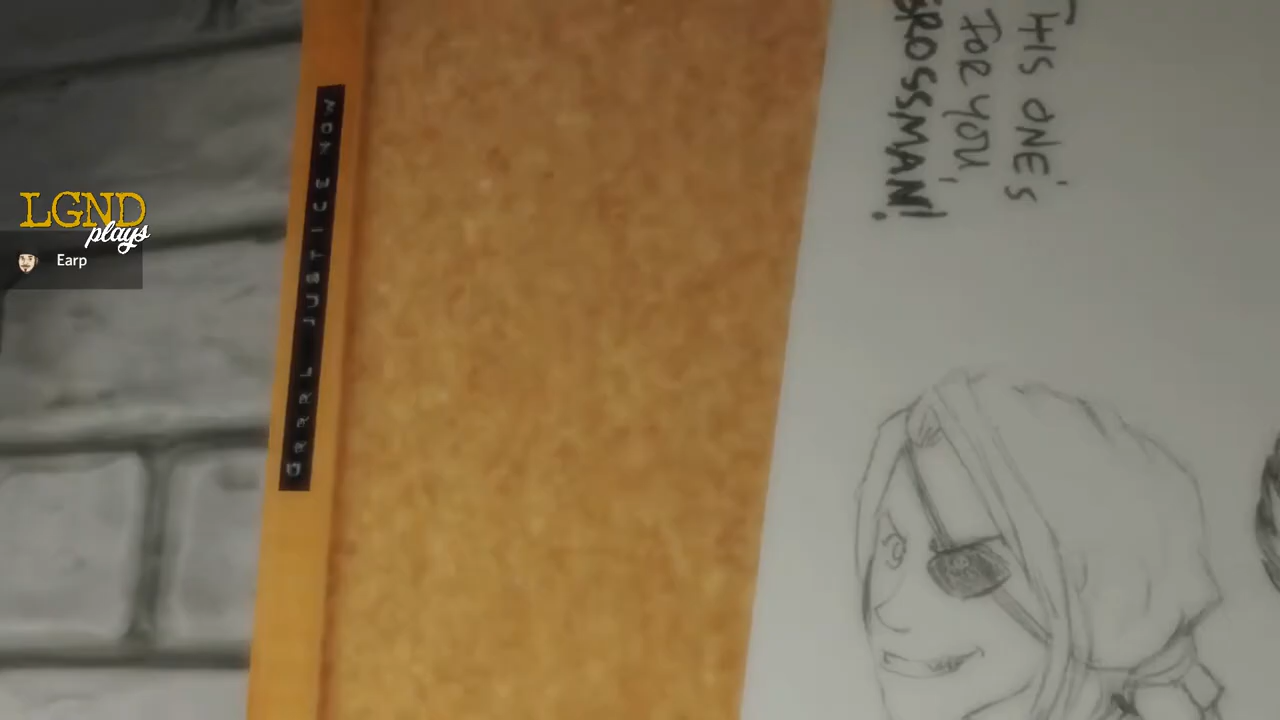 LGND
plays
Earp
GRRRL JUSTICE NOW
THIS ONE'S
FOR YOU,
GROSSMAN!